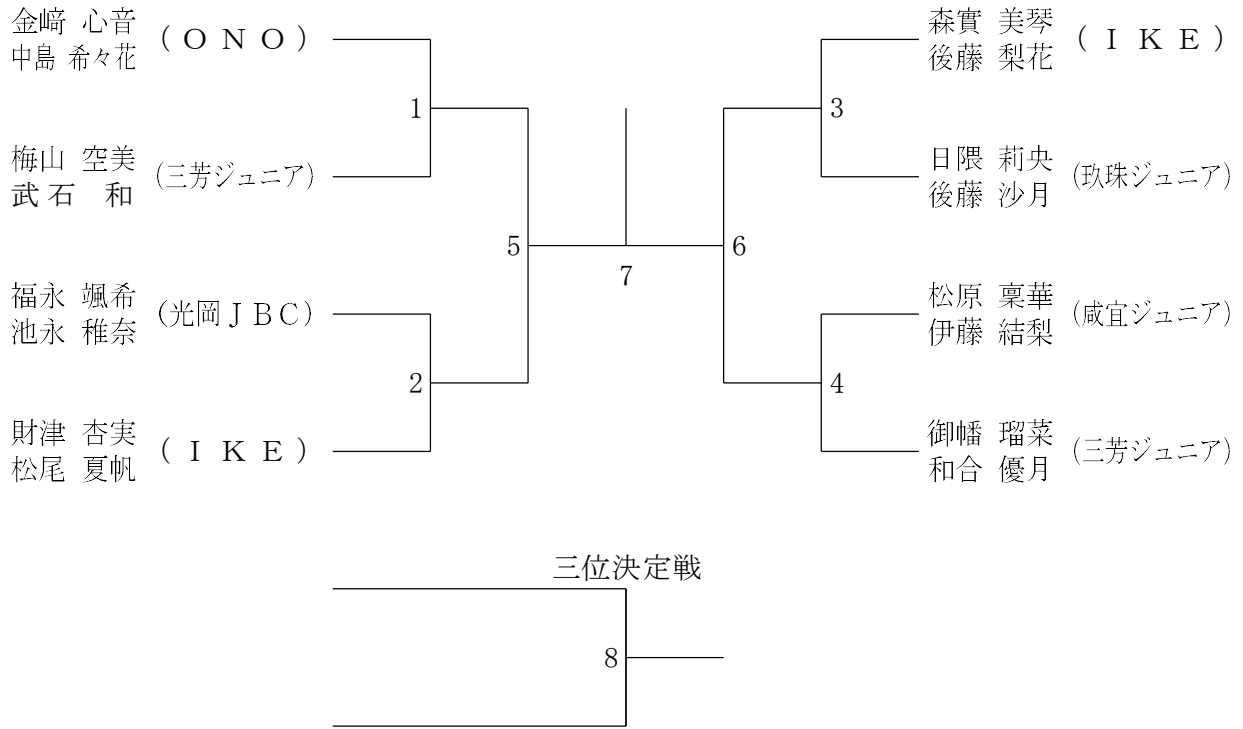 金﨑 心音
中島 希々花
(ONO)
1
梅山 空美
武石 和
(三芳ジュニア)
5
福永 颯希
池永 稚奈
(光岡JBC)
2
財津 杏実
松尾 夏帆
(IKE)
7
森實 美琴
後藤 梨花
(IKE)
3
日隈 莉央
後藤 沙月
(玖珠ジュニア)
6
松原 稟華
伊藤 結梨
(咸宜ジュニア)
4
御幡 瑠菜
和合 優月
(三芳ジュニア)
三位決定戦
8